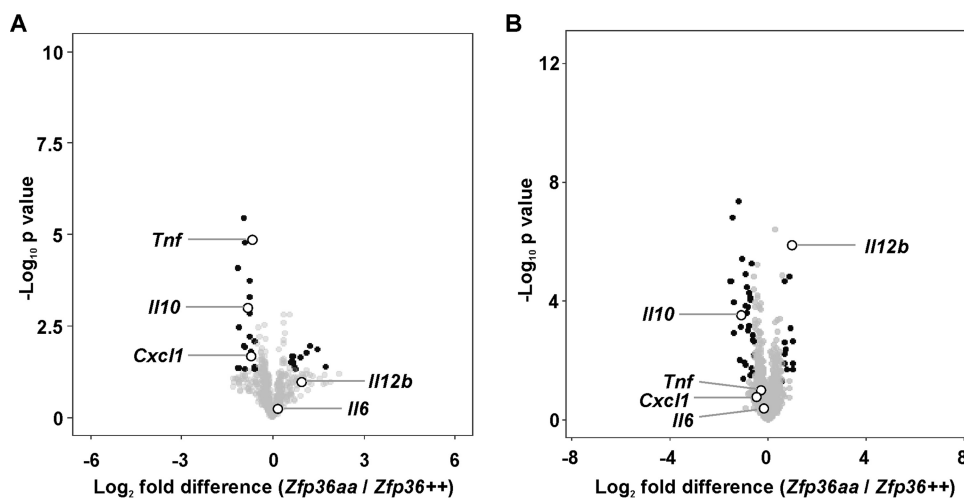 A
10
7.5
5
2.5
0
-6
-3
0
3
6
-Log10 p value
Log2 fold difference (Zfp36aa / Zfp36++)
Tnf
Il10
Cxcl1
Il12b
Il6
B
12
8
4
0
-8
-4
0
4
8
-Log10 p value
Log2 fold difference (Zfp36aa / Zfp36++)
Il12b
Il10
Tnf
Cxcl1
Il6